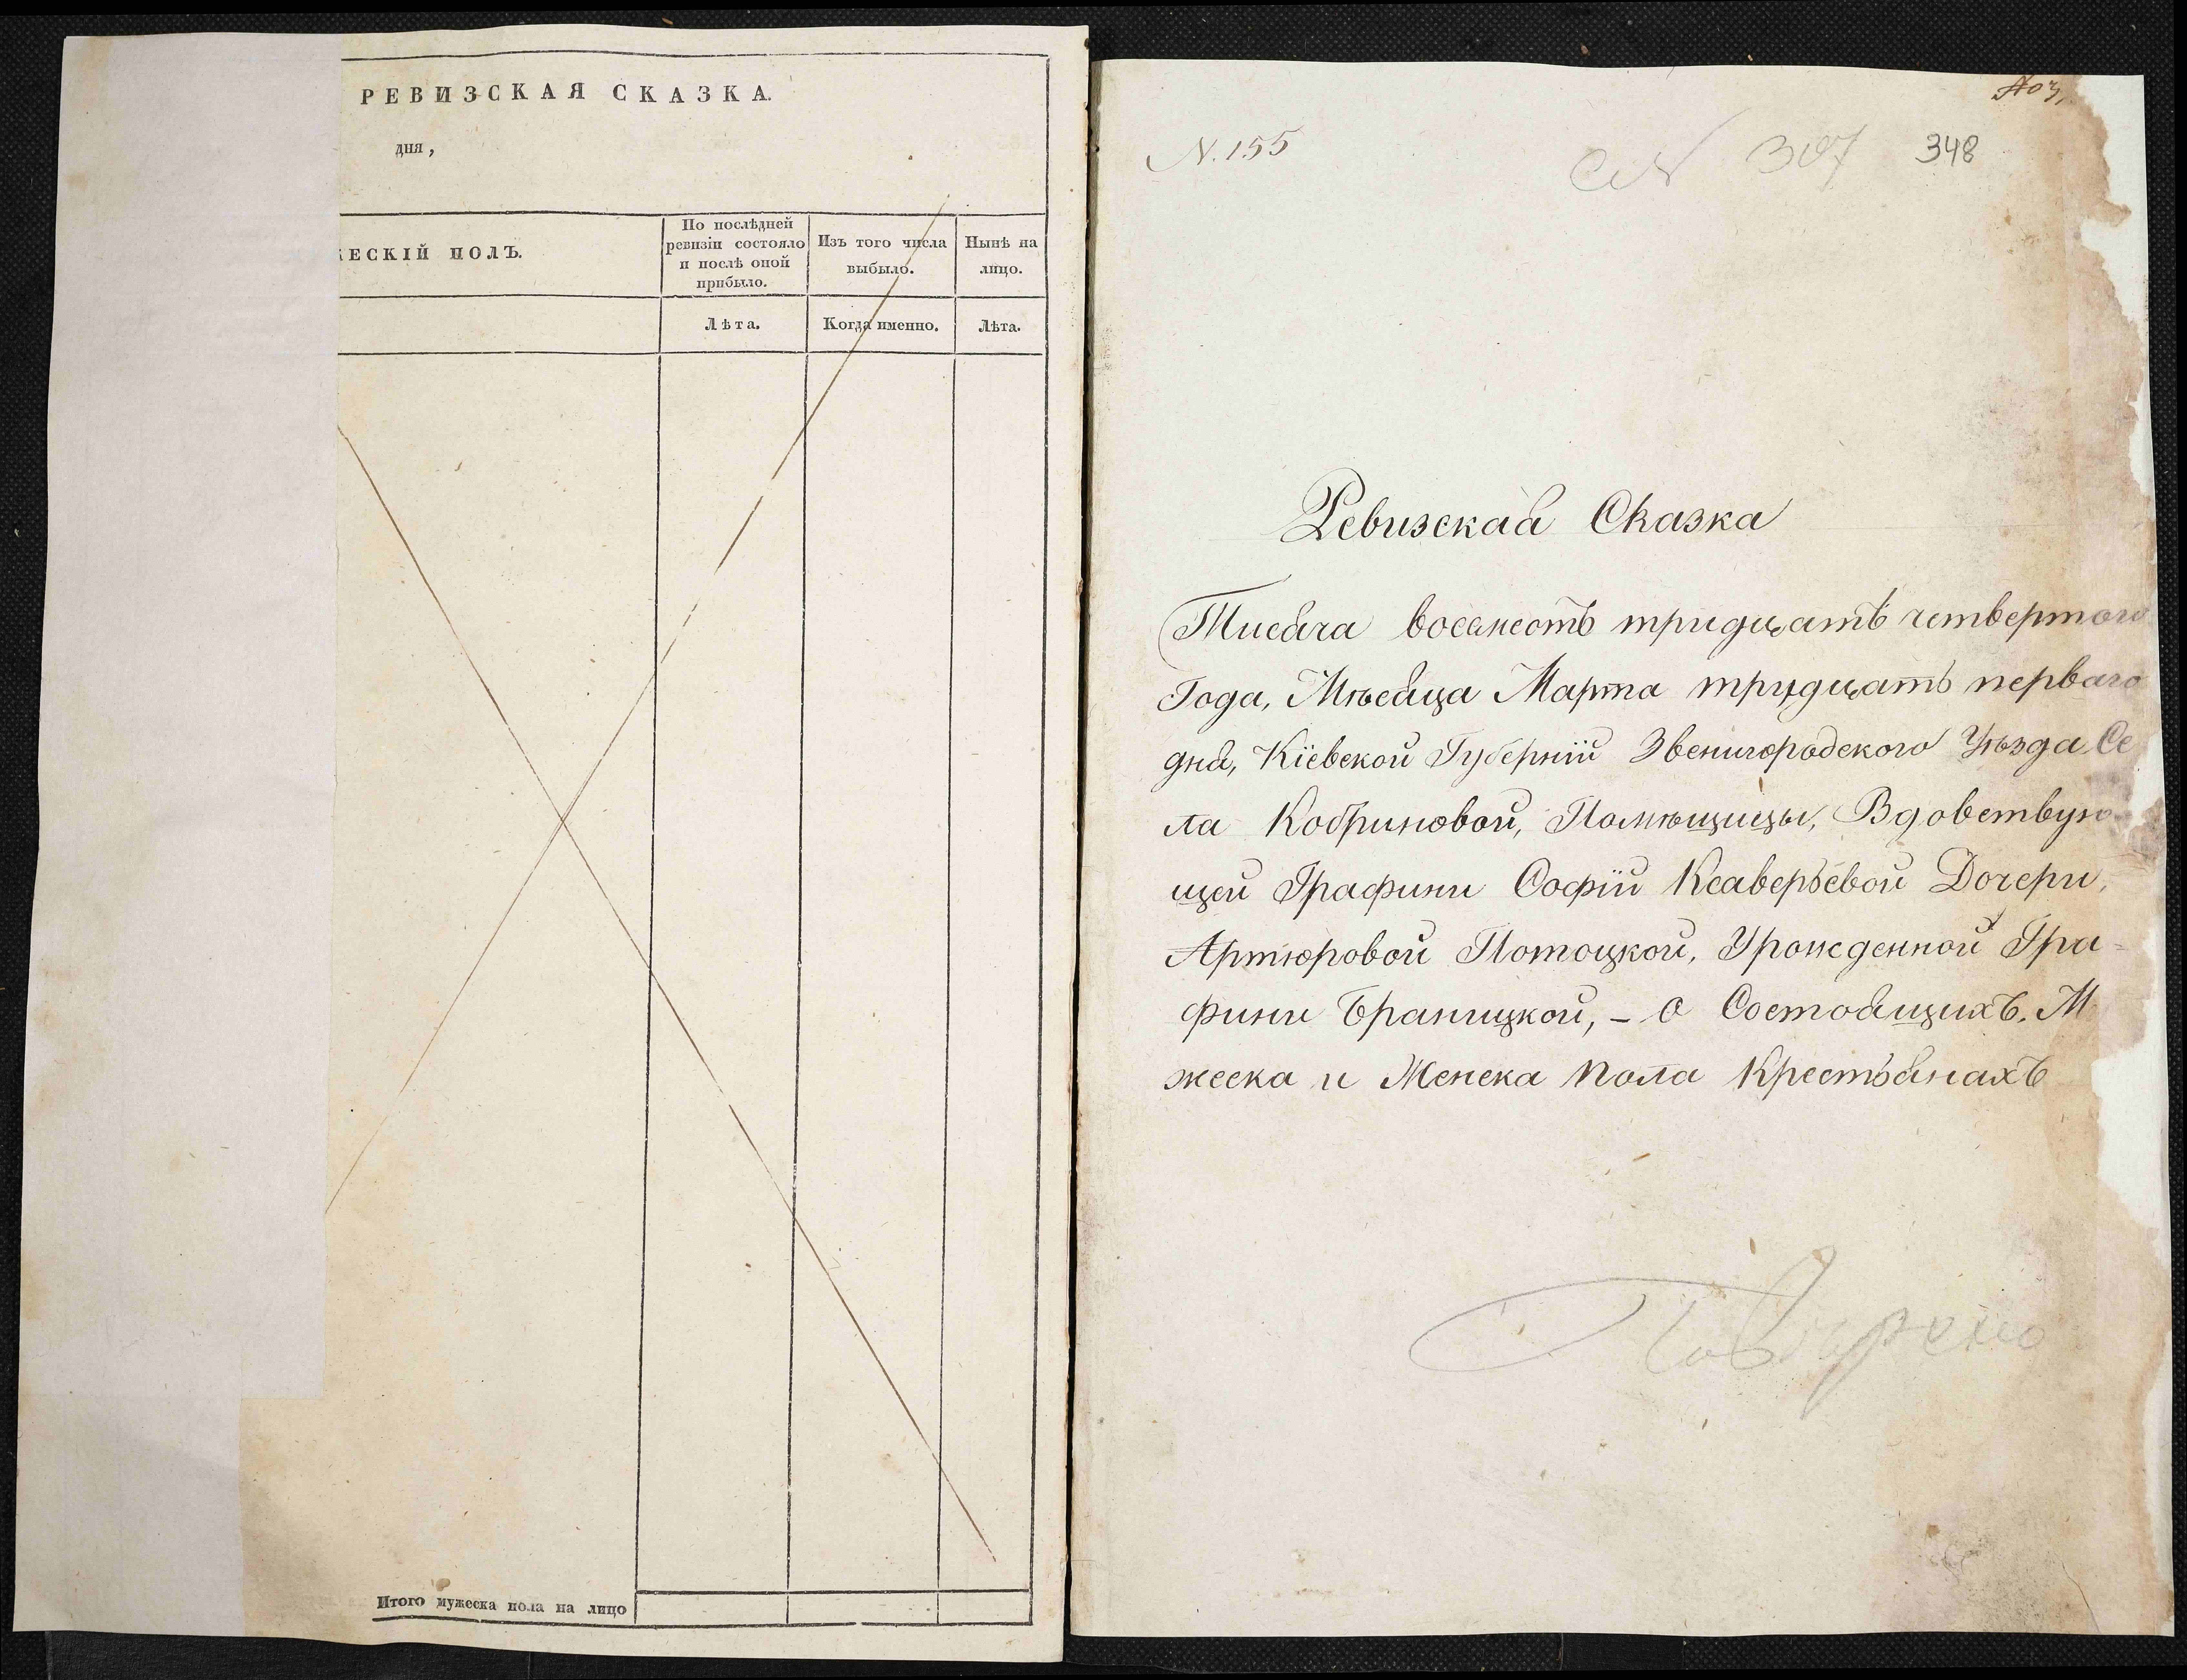 РЕВИЗСКАЯ СКАЗКА.
дня,
ЖЕСКІЙ ПОЛЪ.
По послѣдней
ревизіи состояло
и послѣ оной
прибыло.
Изъ того числа
выбыло.
Нынѣ на
лицо.
Лѣта.
Когда именно.
Лѣта.
Итого мужеска пола на лицо
N. 155
N 307
348
Ревизская Сказка
Тисяча восемсотъ тридцать четвертого
Года, Мѣсяца Марта тридцать перваго
дня, Кіевской Губерніи Звенигородского Уѣзда Се
ла Кобриновой, Помѣщицы, Вдовствую-
щей Графини Софіи Ксаверьевой Дочери,
Артюровой Потоцкой, Урожденной Гра-
фини Браницкой, - о Состоящихъ. М
жеска и Женска пола Крестьянахъ